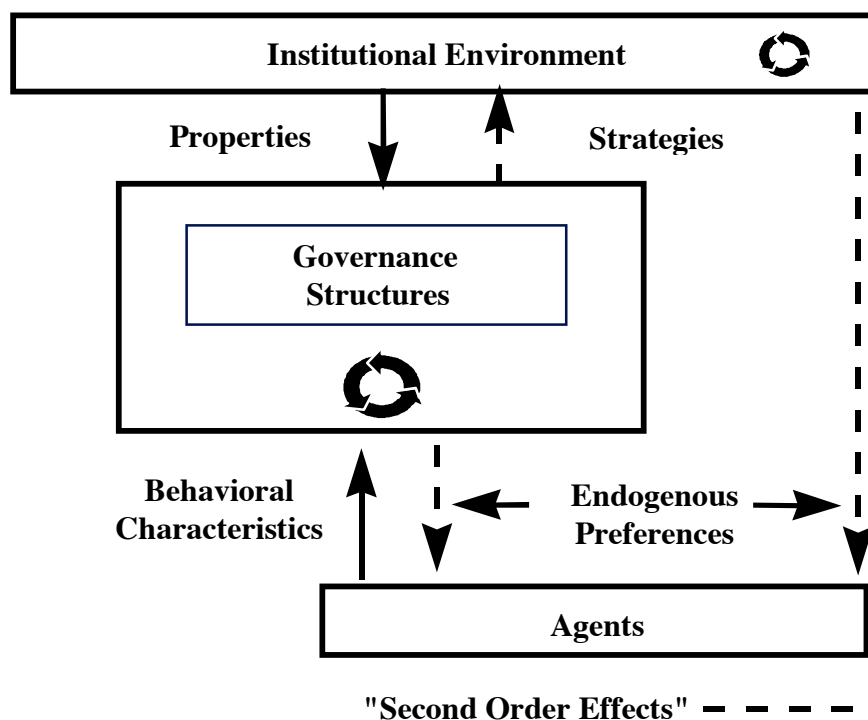 Institutional Environment
Properties
Strategies
Governance
Structures
Behavioral
Characteristics
Endogenous
Preferences
Agents
"Second Order Effects"